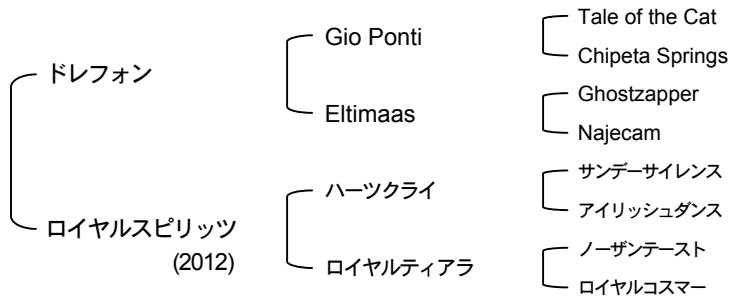 ドレフォン
ロイヤルスピリッツ
(2012)
Gio Ponti
Eltimaas
ハーツクライ
ロイヤルティアラ
Tale of the Cat
Chipeta Springs
Ghostzapper
Najecam
サンデーサイレンス
アイリッシュダンス
ノーザンテースト
ロイヤルコスマー